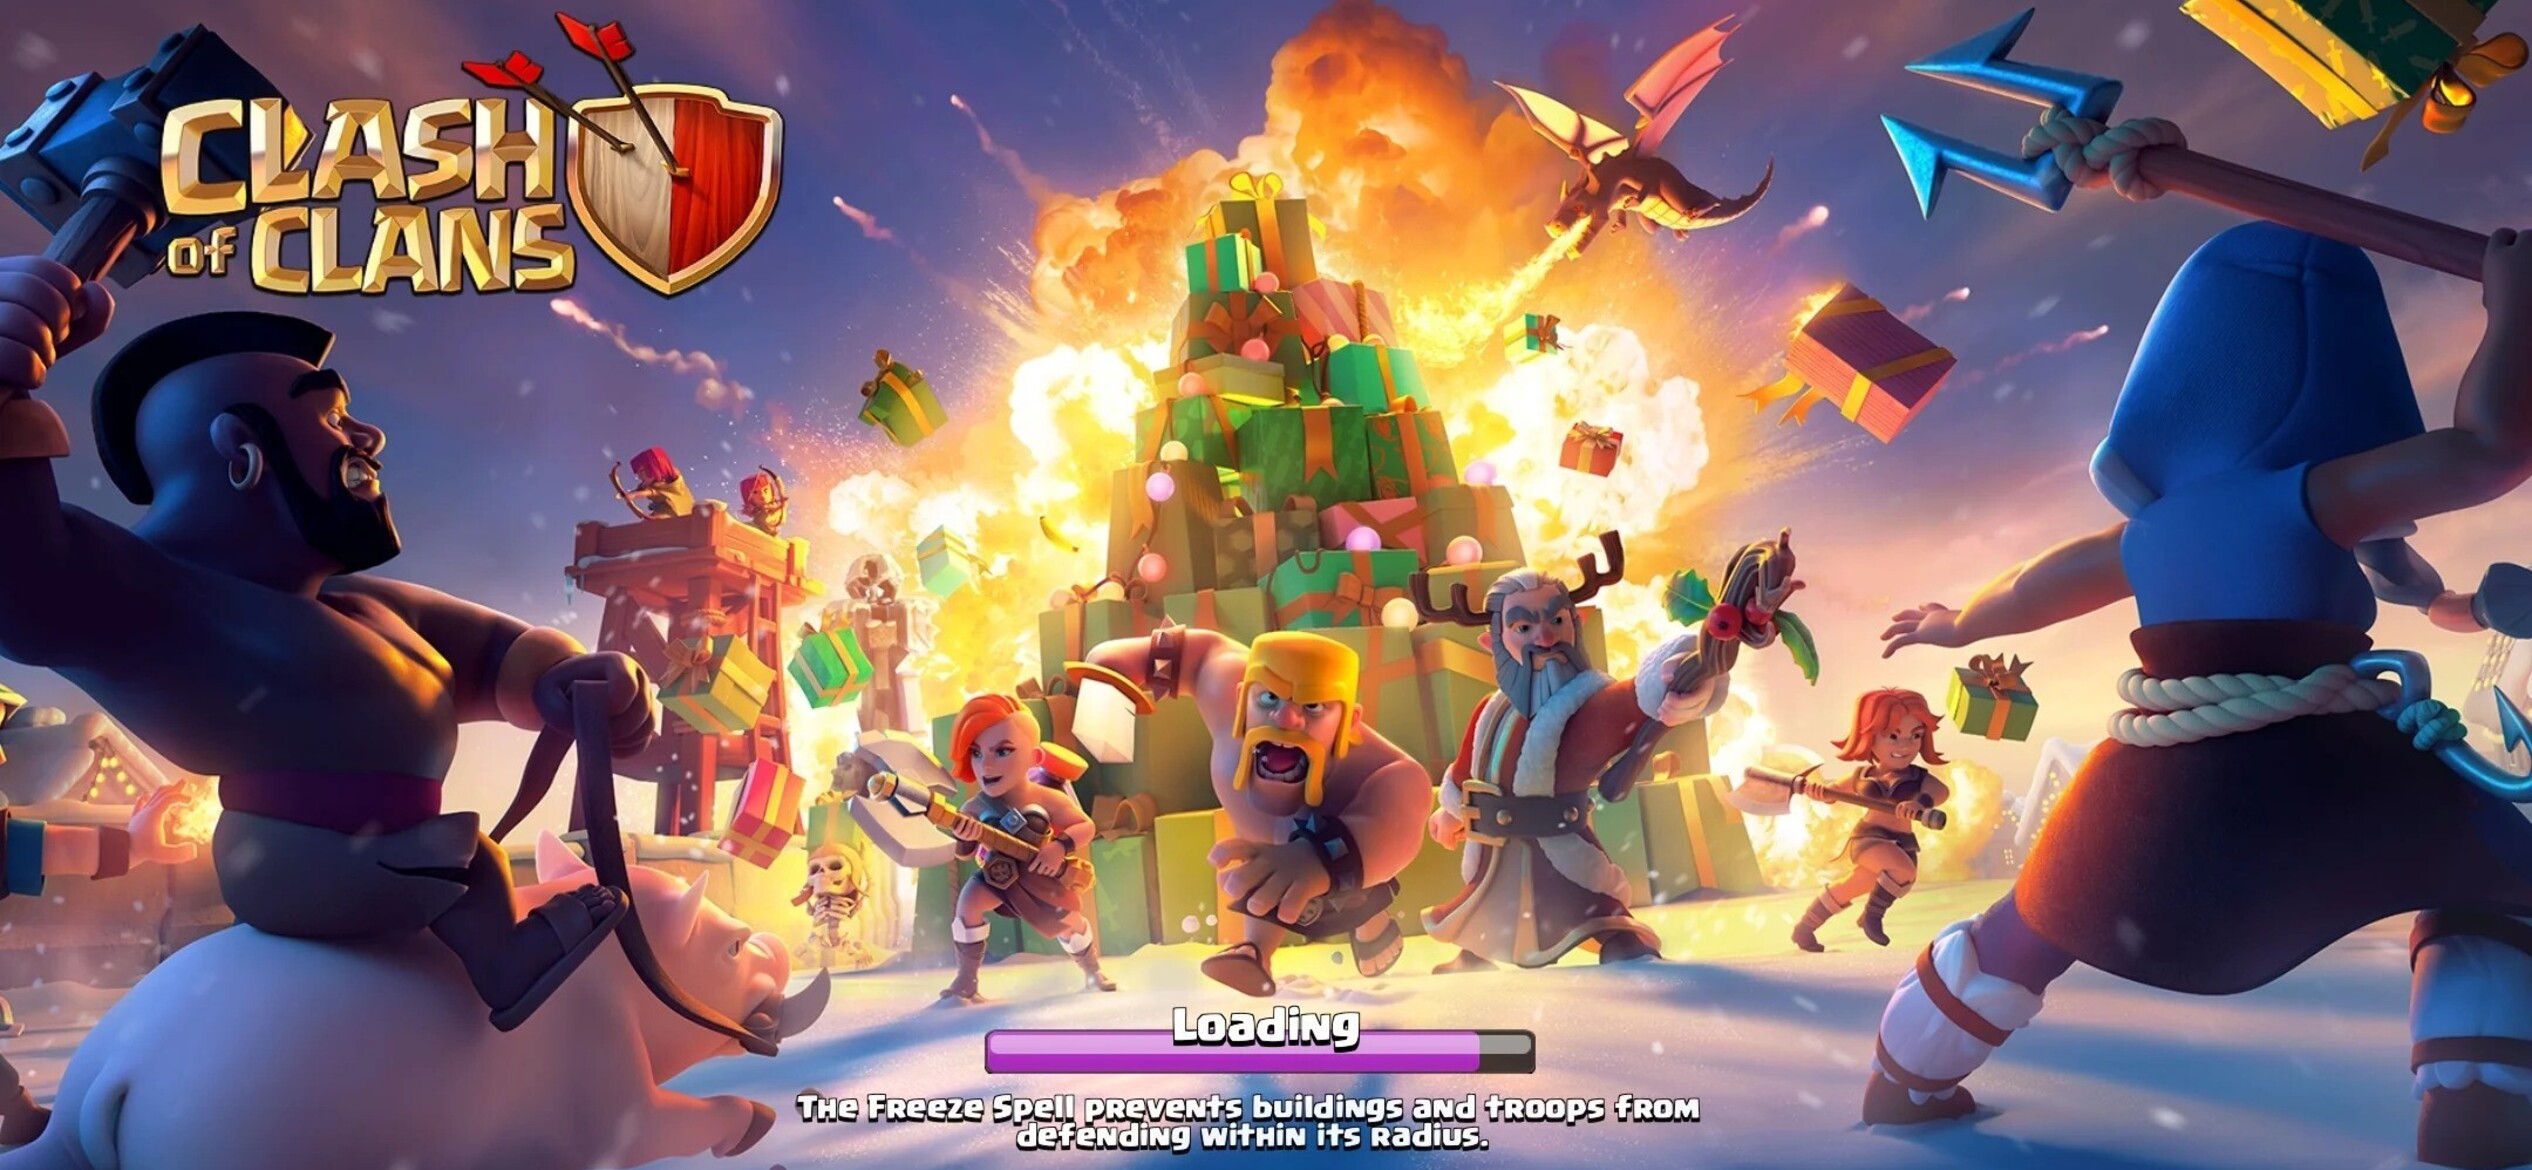 CLASH
OF CLANS
Loading
The Freeze Spell prevents buildings and troops from
defending within its radius.